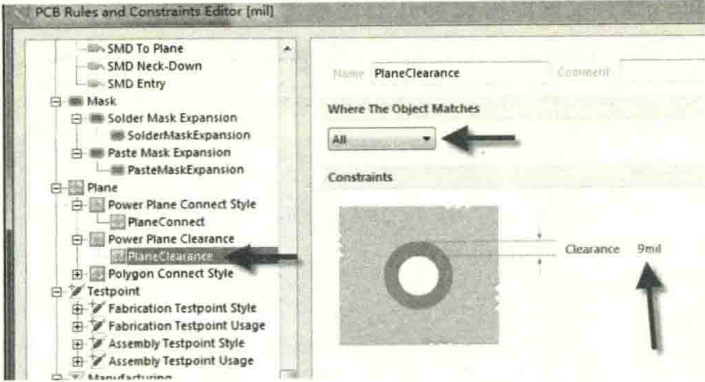 PCB Rules and Constraints Editor [mil]
SMD To Plane
SMD Neck-Down
SMD Entry
Mask
Solder Mask Expansion
SolderMaskExpansion
Paste Mask Expansion
PasteMaskExpansion
Plane
Power Plane Connect Style
PlaneConnect
Power Plane Clearance
PlaneClearance
Polygon Connect Style
Testpoint
Fabrication Testpoint Style
Fabrication Testpoint Usage
Assembly Testpoint Style
Assembly Testpoint Usage
Manufacturing
Name PlaneClearance Comment
Where The Object Matches
All
Constraints
Clearance 9mil